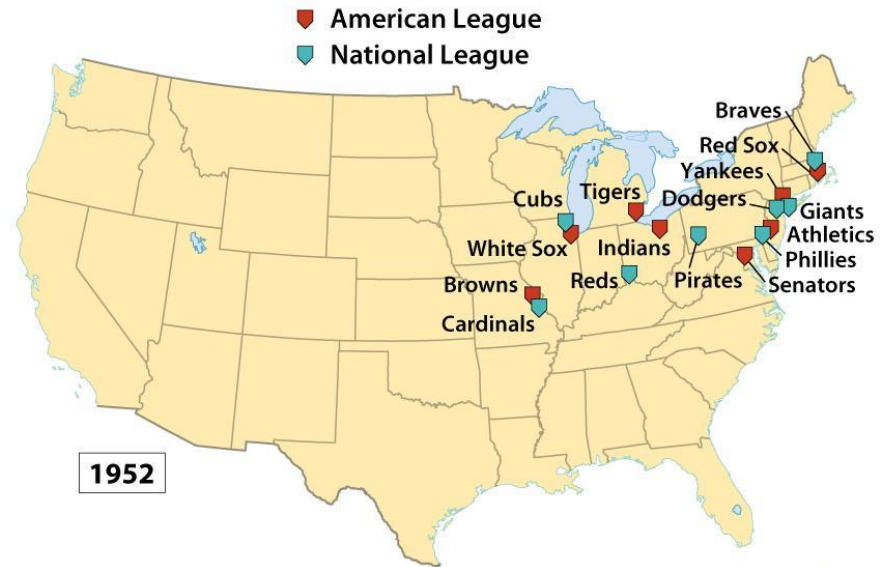 American League
National League
Braves
Red Sox
Yankees
Cubs
Tigers
Dodgers
Giants
White Sox
Indians
Athletics
Phillies
Browns
Reds
Pirates
Senators
Cardinals
1952